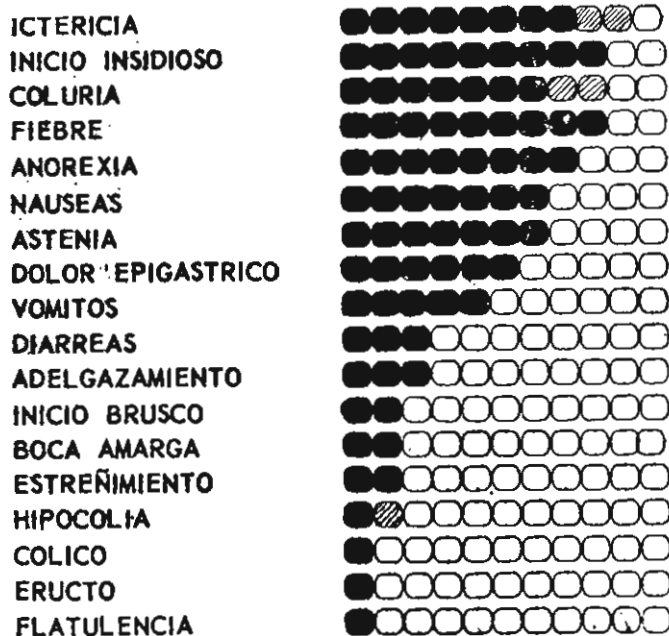 ICTERICIA
INICIO INSIDIOSO
COLURIA
FIEBRE
ANOREXIA
NAUSEAS
ASTENIA
DOLOR EPIGASTRICO
VOMITOS
DIARREAS
ADELGAZAMIENTO
INICIO BRUSCO
BOCA AMARGA
ESTREÑIMIENTO
HIPOCOLIA
COLICO
ERUCTO
FLATULENCIA